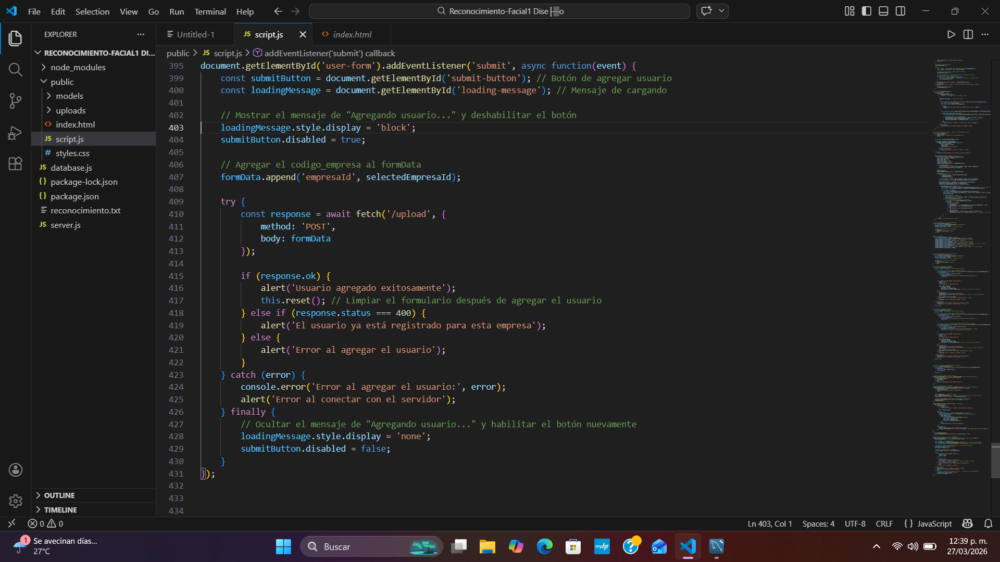 File Edit Selection View Go Run Terminal Help
Reconocimiento-Facial1 Dise
EXPLORER
RECONOCIMIENTO-FACIAL1 DI...
node_modules
public
models
uploads
index.html
JS script.js
# styles.css
JS database.js
{} package-lock.json
{} package.json
reconocimiento.txt
JS server.js
OUTLINE
TIMELINE
Untitled-1
JS script.js
index.html
public > JS script.js > addEventListener('submit') callback
395 document.getElementById('user-form').addEventListener('submit', async function(event) {
399 const submitButton = document.getElementById('submit-button'); // Botón de agregar usuario
400 const loadingMessage = document.getElementById('loading-message'); // Mensaje de cargando
401
402 // Mostrar el mensaje de "Agregando usuario..." y deshabilitar el botón
403 loadingMessage.style.display = 'block';
404 submitButton.disabled = true;
405
406 // Agregar el codigo_empresa al formData
407 formData.append('empresaId', selectedEmpresaId);
408
409 try {
410 const response = await fetch('/upload', {
411 method: 'POST',
412 body: formData
413 });
414
415 if (response.ok) {
416 alert('Usuario agregado exitosamente');
417 this.reset(); // Limpiar el formulario después de agregar el usuario
418 } else if (response.status === 400) {
419 alert('El usuario ya está registrado para esta empresa');
420 } else {
421 alert('Error al agregar el usuario');
422 }
423 } catch (error) {
424 console.error('Error al agregar el usuario:', error);
425 alert('Error al conectar con el servidor');
426 } finally {
427 // Ocultar el mensaje de "Agregando usuario..." y habilitar el botón nuevamente
428 loadingMessage.style.display = 'none';
429 submitButton.disabled = false;
430 }
431 });
432
433
434
0 0
Ln 403, Col 1 Spaces: 4 UTF-8 CRLF {} JavaScript
1
Se avecinan días...
27°C
Buscar
myhp
12:39 p. m.
27/03/2026